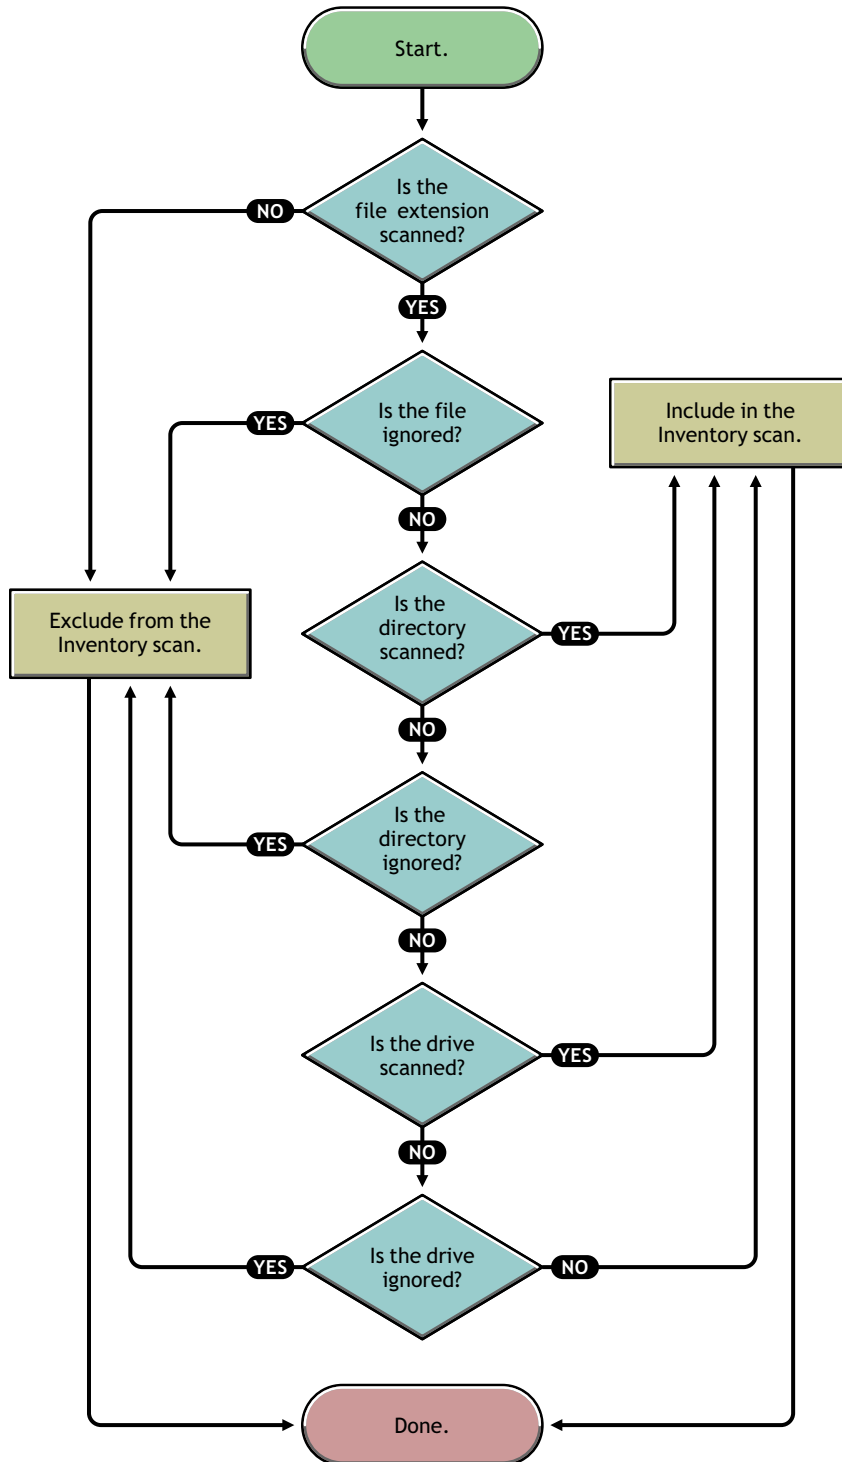 Start.
Is the
file extension
scanned?
NO
YES
Is the file
ignored?
YES
Include in the
Inventory scan.
NO
Is the
directory
scanned?
YES
Exclude from the
Inventory scan.
NO
Is the
directory
ignored?
YES
NO
Is the drive
scanned?
YES
NO
Is the drive
ignored?
YES
NO
Done.